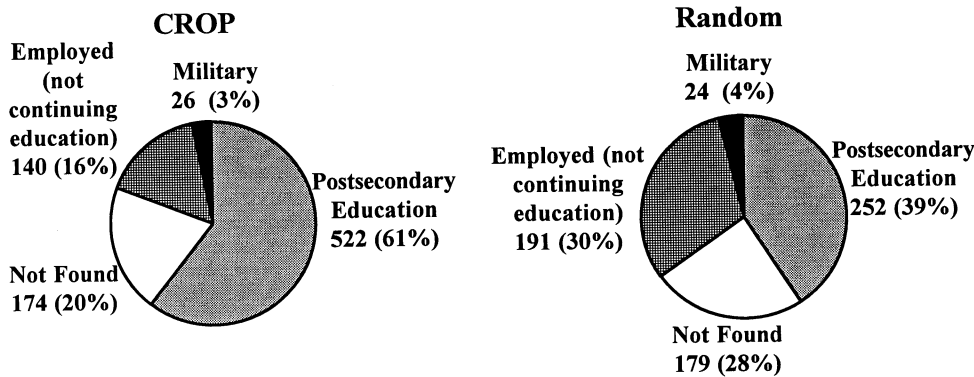 CROP
Employed
(not
continuing
education)
140 (16%)
Military
26 (3%)
Postsecondary
Education
522 (61%)
Not Found
174 (20%)
Random
Military
24 (4%)
Employed (not
continuing
education)
191 (30%)
Postsecondary
Education
252 (39%)
Not Found
179 (28%)